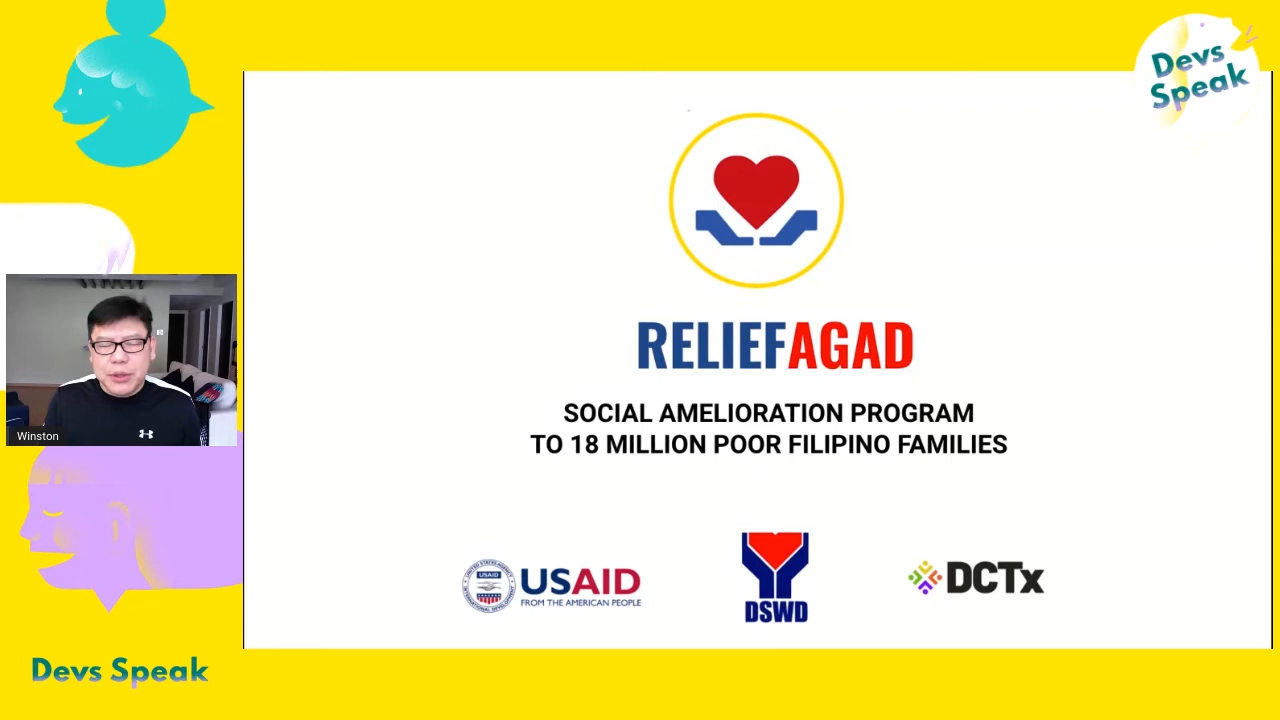 Devs
Speak
RELIEFAGAD
SOCIAL AMELIORATION PROGRAM
TO 18 MILLION POOR FILIPINO FAMILIES
Winston
USAID
USAID
FROM THE AMERICAN PEOPLE
DSWD
DCTx
Devs Speak